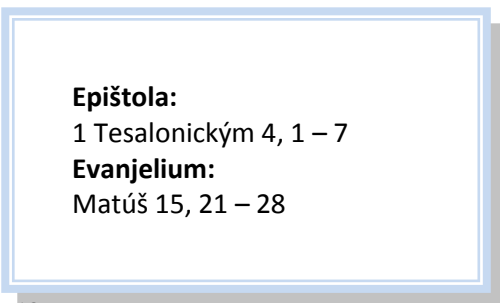 Epištola:
1 Tesalonickým 4, 1 – 7
Evanjelium:
Matúš 15, 21 – 28